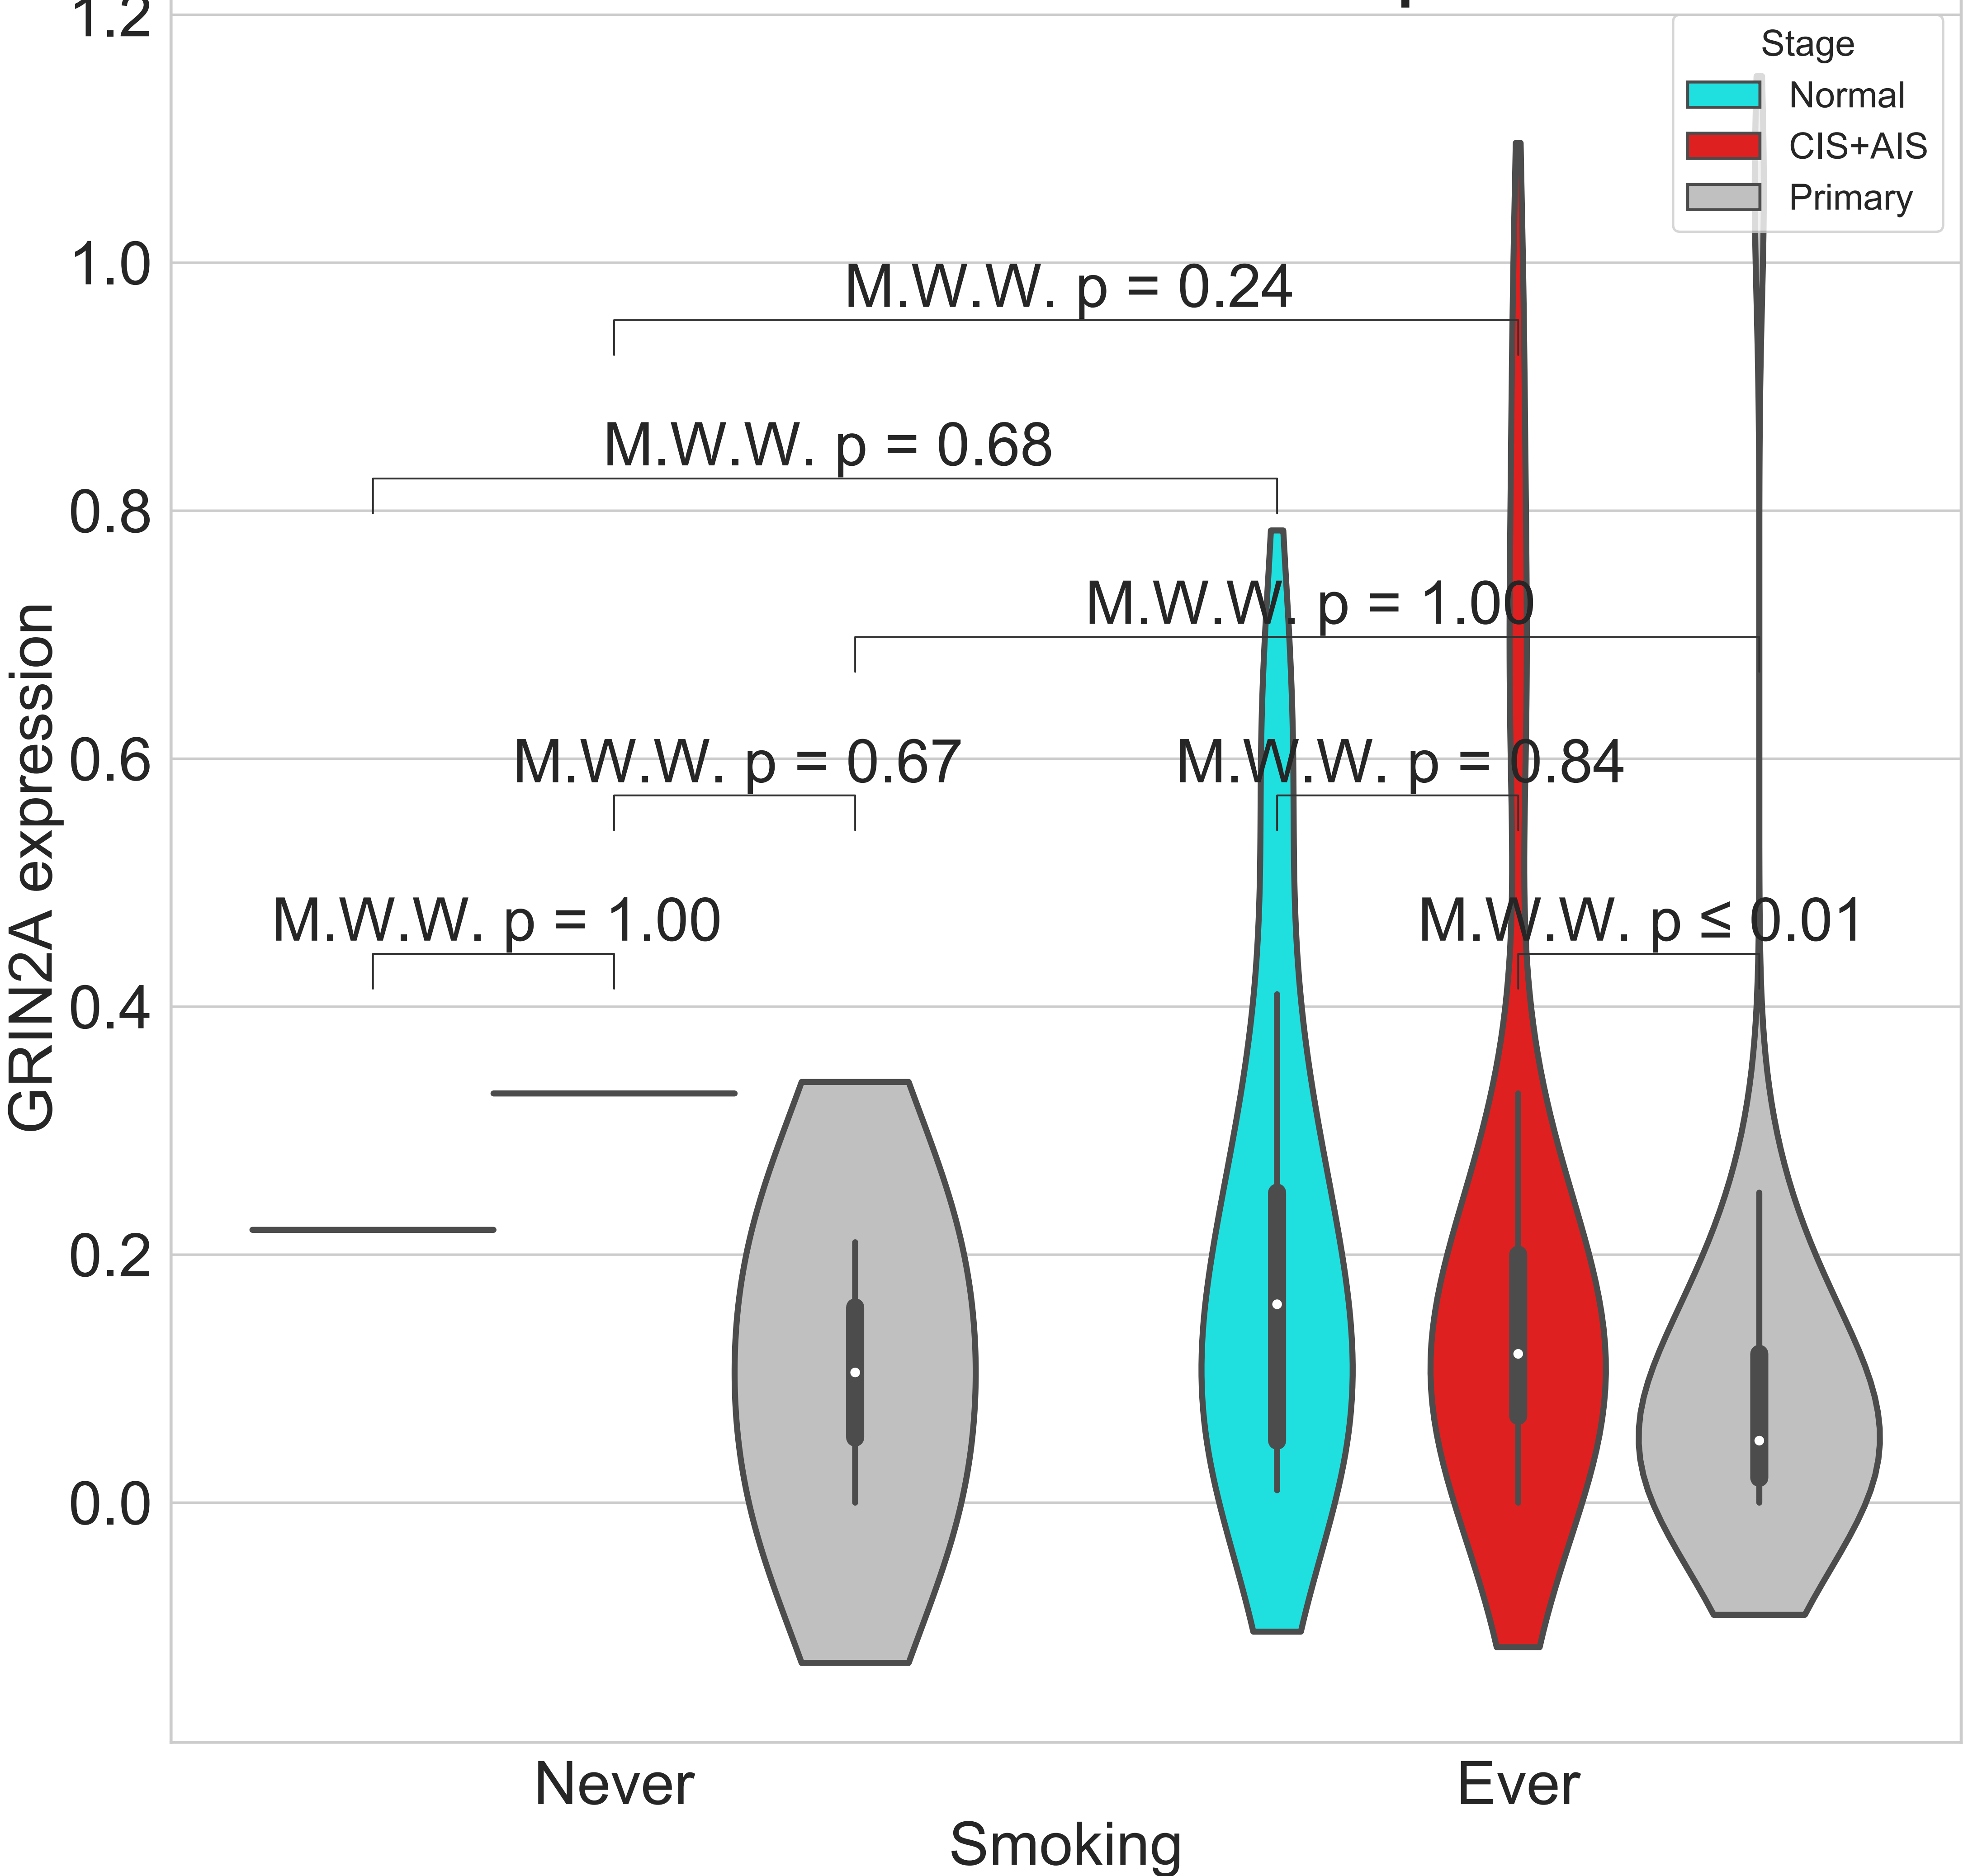 1.2
Stage
Normal
CIS+AIS
Primary
1.0
M.W.W. p = 0.24
M.W.W. p = 0.68
0.8
M.W.W. p = 1.00
M.W.W. p = 0.67
M.W.W. p = 0.84
0.6
M.W.W. p = 1.00
M.W.W. p ≤ 0.01
0.4
0.2
0.0
GRIN2A expression
Never
Ever
Smoking